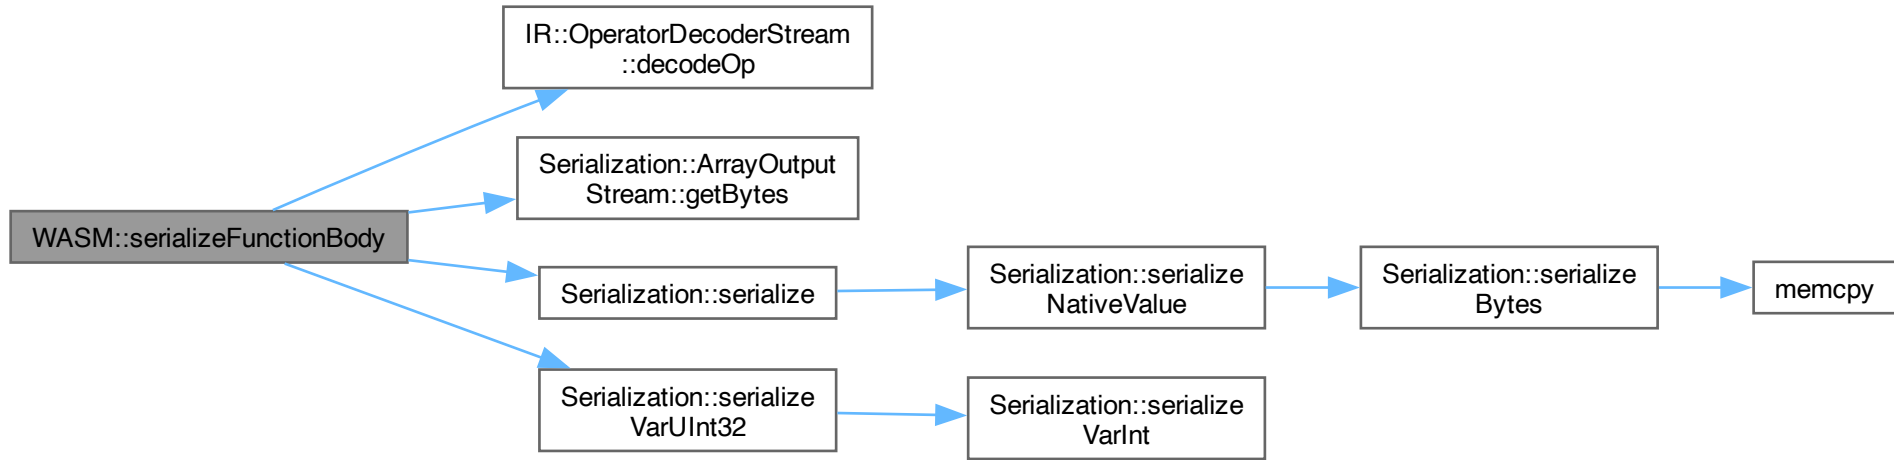 IR::OperatorDecoderStream
::decodeOp
Serialization::ArrayOutput
Stream::getBytes
WASM::serializeFunctionBody
Serialization::serialize
Serialization::serialize
NativeValue
Serialization::serialize
Bytes
memcpy
Serialization::serialize
VarUInt32
Serialization::serialize
VarInt